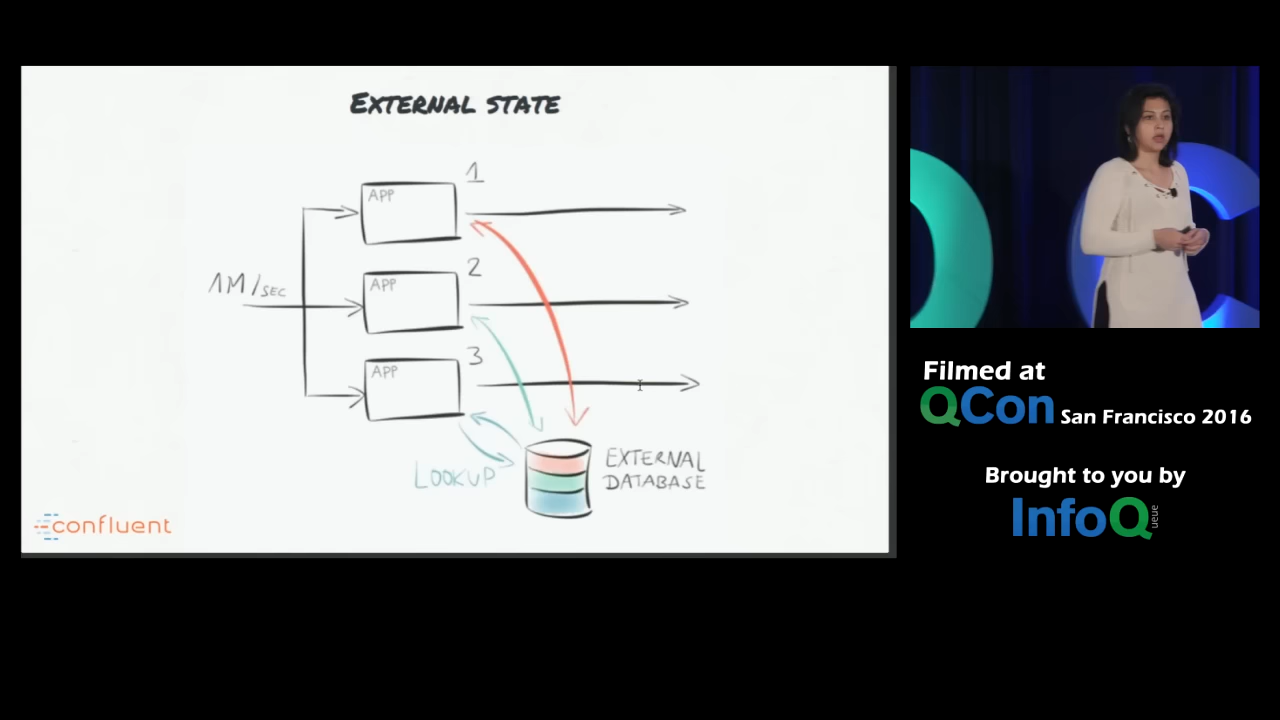 EXTERNAL STATE
1
APP
2
APP
1M/SEC
3
APP
LOOKUP
EXTERNAL
DATABASE
confluent
Filmed at
QCon San Francisco 2016
Brought to you by
InfoQ
ueue